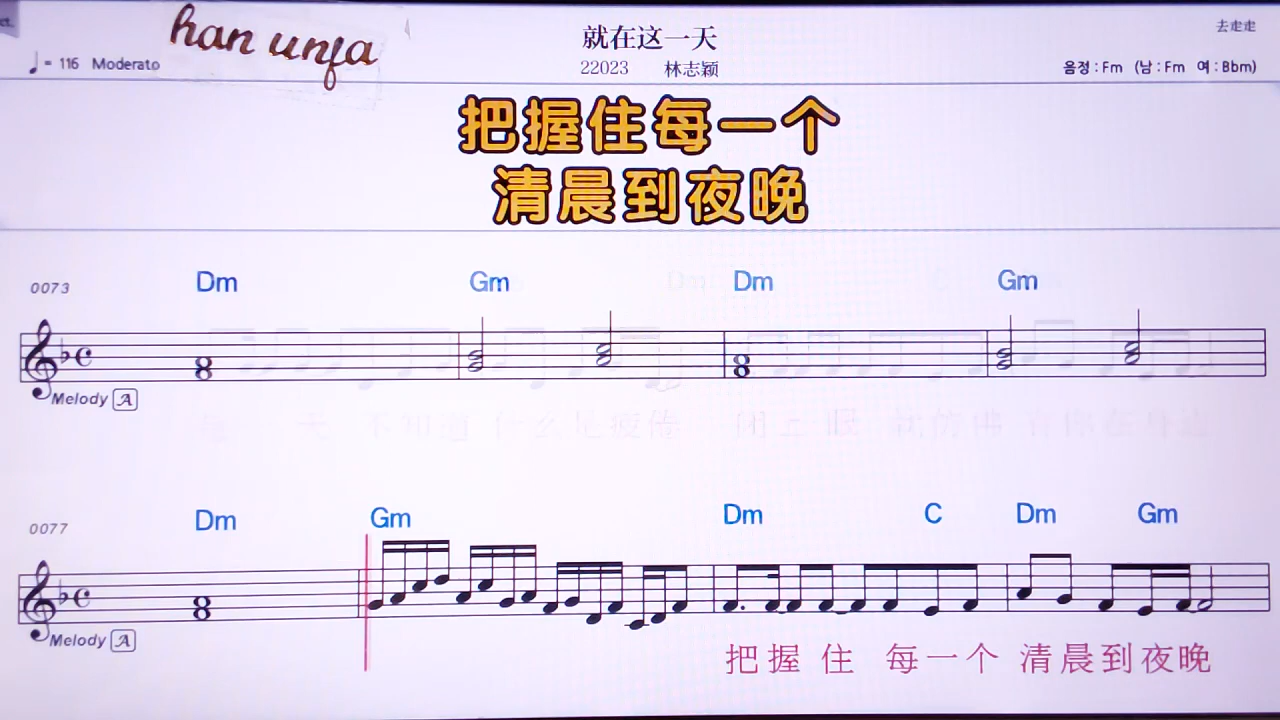 han unfa
就在这一天
去走走
♩= 116 Moderato
22023 林志颖
음정 : Fm (남 : Fm 여 : Bbm)
把握住每一个
清晨到夜晚
0073
Dm Gm Dm Gm
Melody A
0077
Dm Gm Dm C Dm Gm
Melody A
把握住 每一个 清晨到夜晚